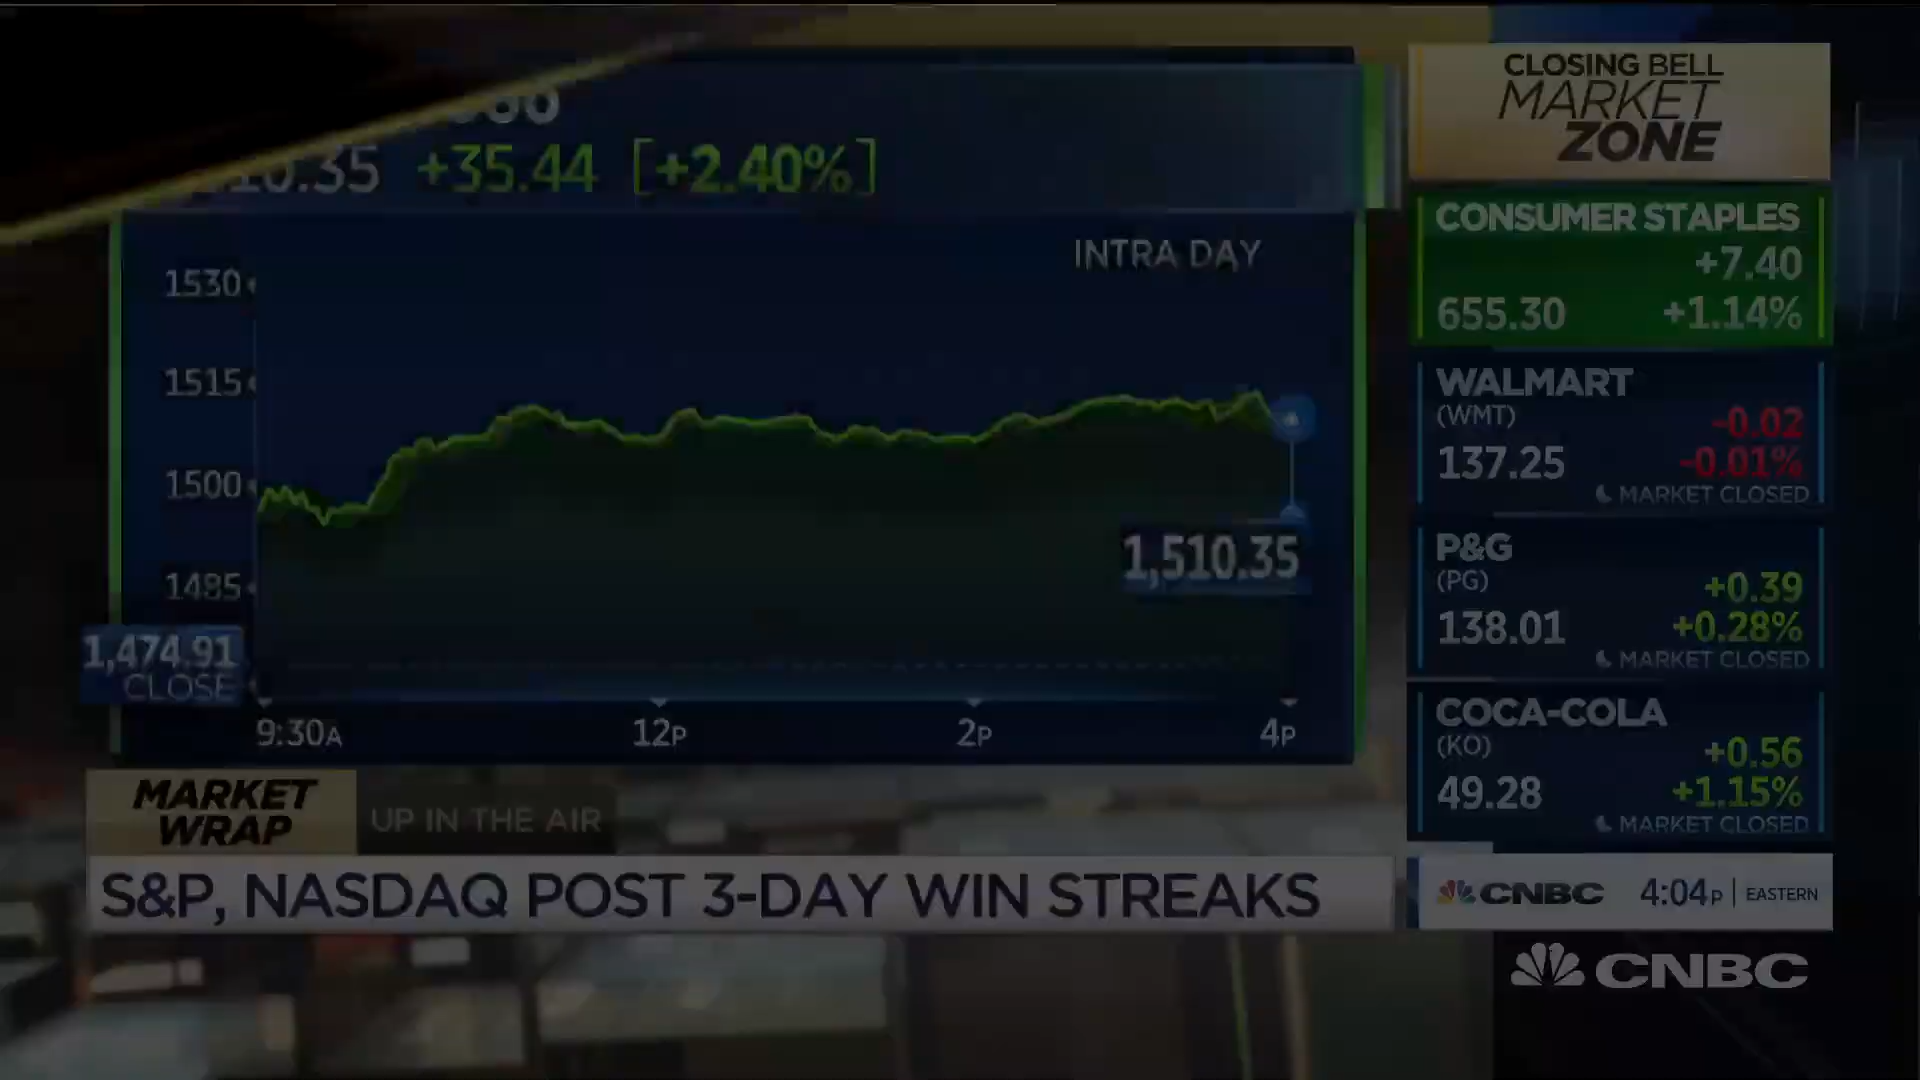 +35.44 [+2.40%]
INTRA DAY
1530
1515
1500
1485
1,510.35
1,474.91
CLOSE
9:30A 12P 2P 4P
MARKET
WRAP
UP IN THE AIR
S&P, NASDAQ POST 3-DAY WIN STREAKS
CLOSING BELL
MARKET
ZONE
CONSUMER STAPLES
+7.40
655.30 +1.14%
WALMART
(WMT) -0.02
137.25 -0.01%
MARKET CLOSED
P&G
(PG) +0.39
138.01 +0.28%
MARKET CLOSED
COCA-COLA
(KO) +0.56
49.28 +1.15%
MARKET CLOSED
CNBC 4:04P | EASTERN
CNBC